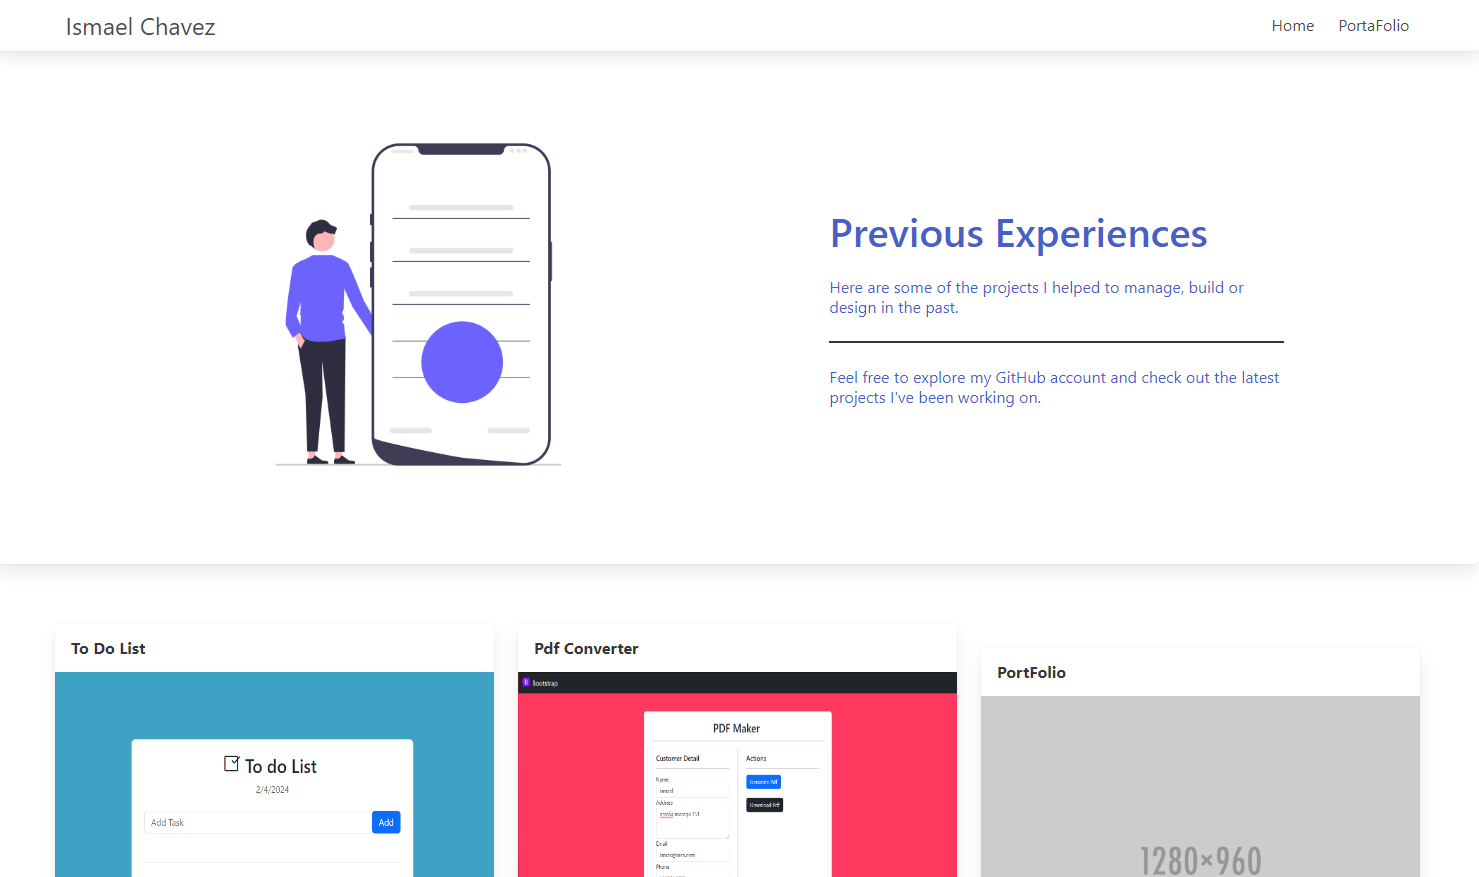 Ismael Chavez
Home
PortaFolio
Previous Experiences
Here are some of the projects I helped to manage, build or
design in the past.
Feel free to explore my GitHub account and check out the latest
projects I've been working on.
To Do List
To do List
2/4/2024
Add Task
Add
Pdf Converter
Bootstrap
PDF Maker
Customer Detail
Name
Address
Email
Phone
Actions
Generate Pdf
Download Pdf
PortFolio
1280×960